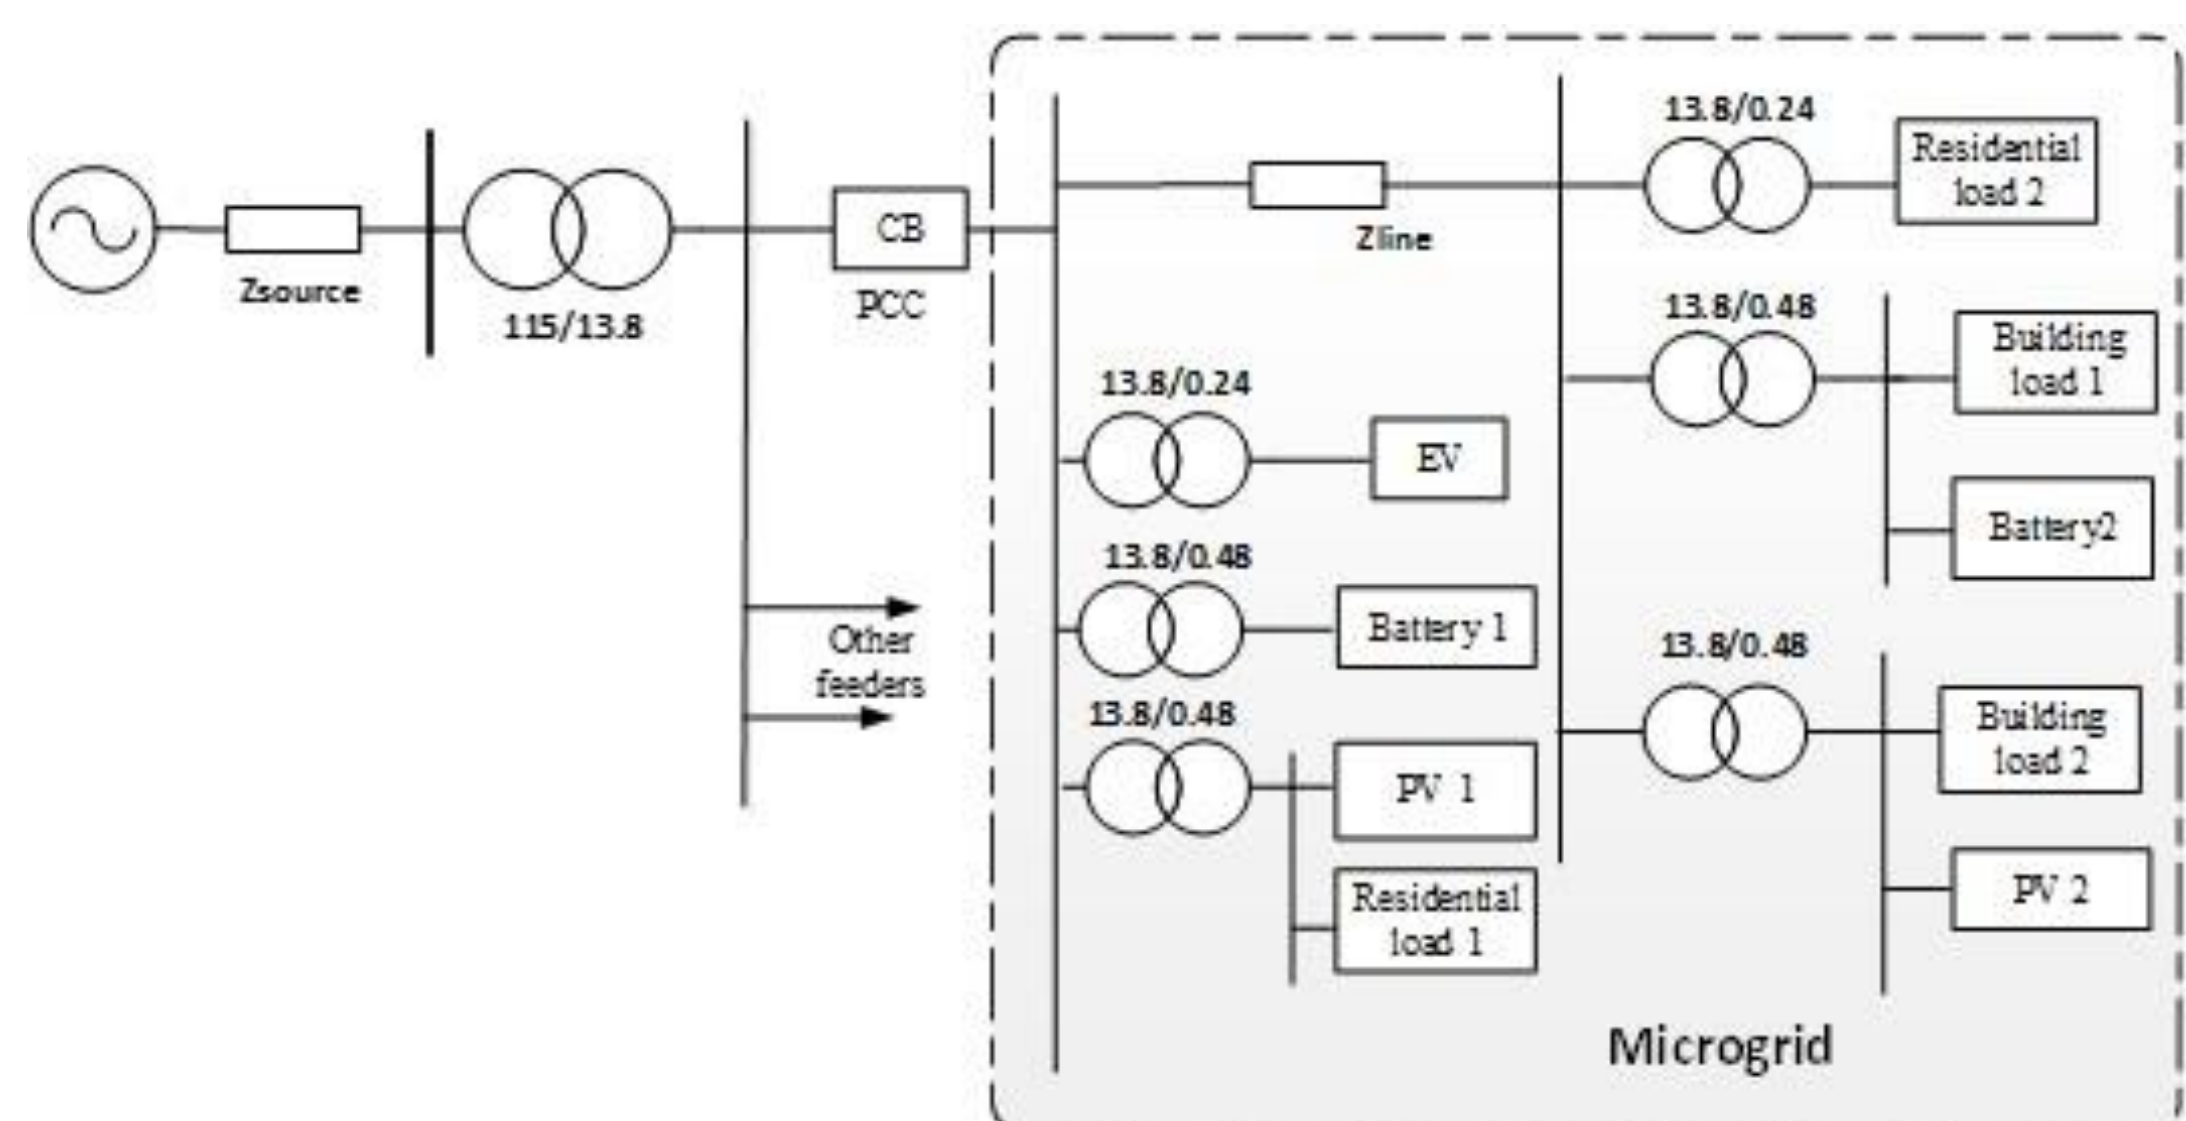 Zsource
115/13.8
CB
PCC
Other
feeders
Zline
13.8/0.24
EV
13.8/0.48
Battery 1
13.8/0.48
PV 1
Residential
load 1
13.8/0.24
Residential
load 2
13.8/0.48
Building
load 1
Battery2
13.8/0.48
Building
load 2
PV 2
Microgrid